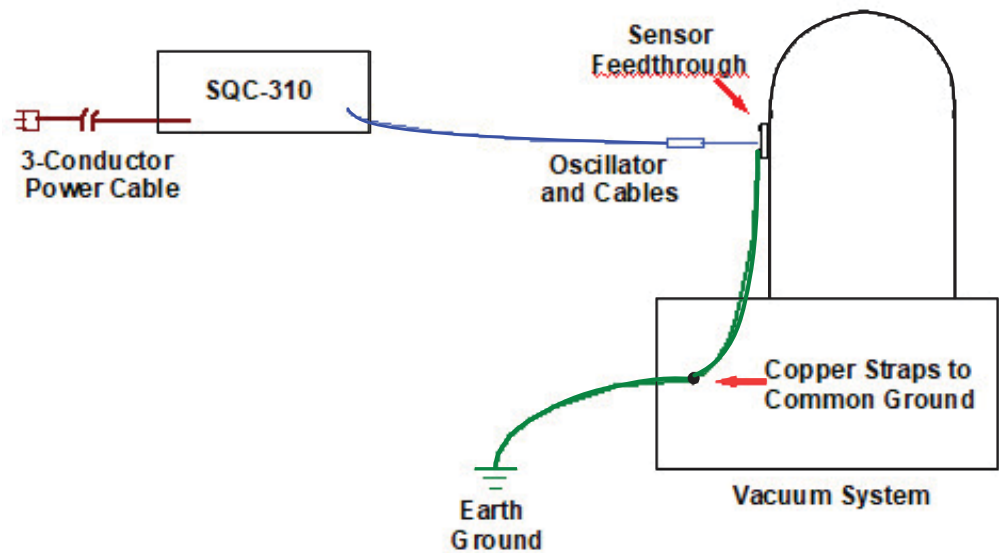 Sensor
Feedthrough
SQC-310
3-Conductor
Power Cable
Oscillator
and Cables
Copper Straps to
Common Ground
Vacuum System
Earth
Ground